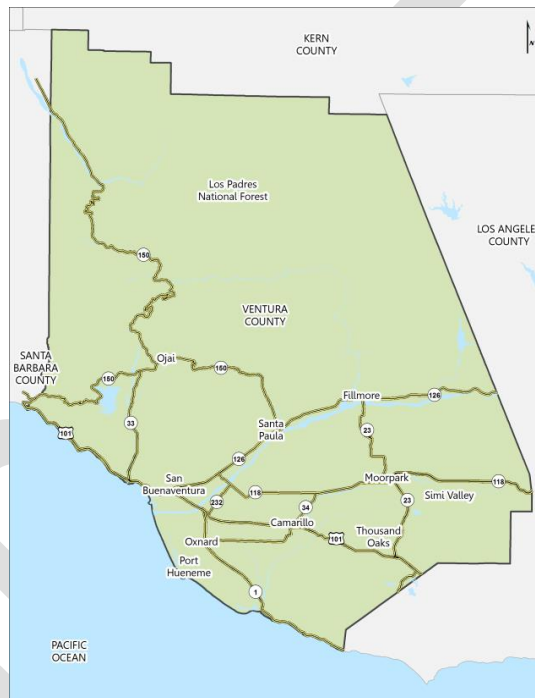 KERN
COUNTY
N
Los Padres
National Forest
LOS ANGELE
COUNTY
150
VENTURA
COUNTY
SANTA
BARBARA
COUNTY
Ojai
150
150
Fillmore
126
101
33
Santa
Paula
23
126
San
Buenaventura
Moorpark
118
118
Simi Valley
232
34
23
Camarillo
101
Thousand
Oaks
Oxnard
Port
Hueneme
1
PACIFIC
OCEAN